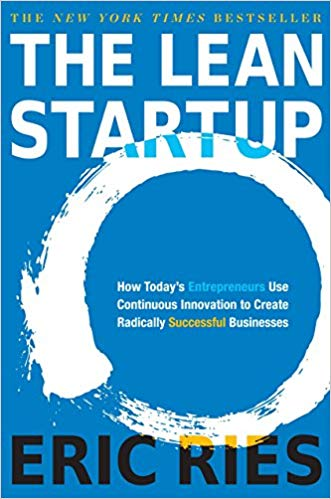 THE NEW YORK TIMES BESTSELLER
THE LEAN
STARTUP
How Today's Entrepreneurs Use
Continuous Innovation to Create
Radically Successful Businesses
ERIC RIES